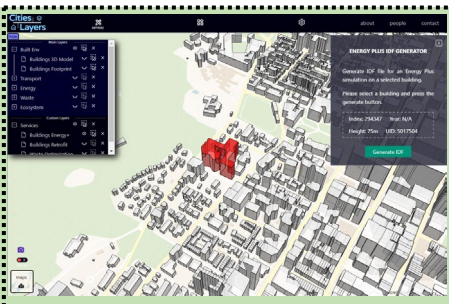 Cities
Layers
about people contact
Main Layers
Built Env
Buildings 3D Model
Buildings Footprint
Transport
Energy
Waste
Ecosystem
Custom Layers
Services
Buildings Energy+
Buildings Retrofit
Waste Optimization
ENERGY PLUS IDF GENERATOR
Generate IDF file for an Energy Plus
simulation on a selected building.
Please select a building and press the
generate button.
Index: 294347 Year: N/A
Height: 75m UID: 5017504
Generate IDF
maps